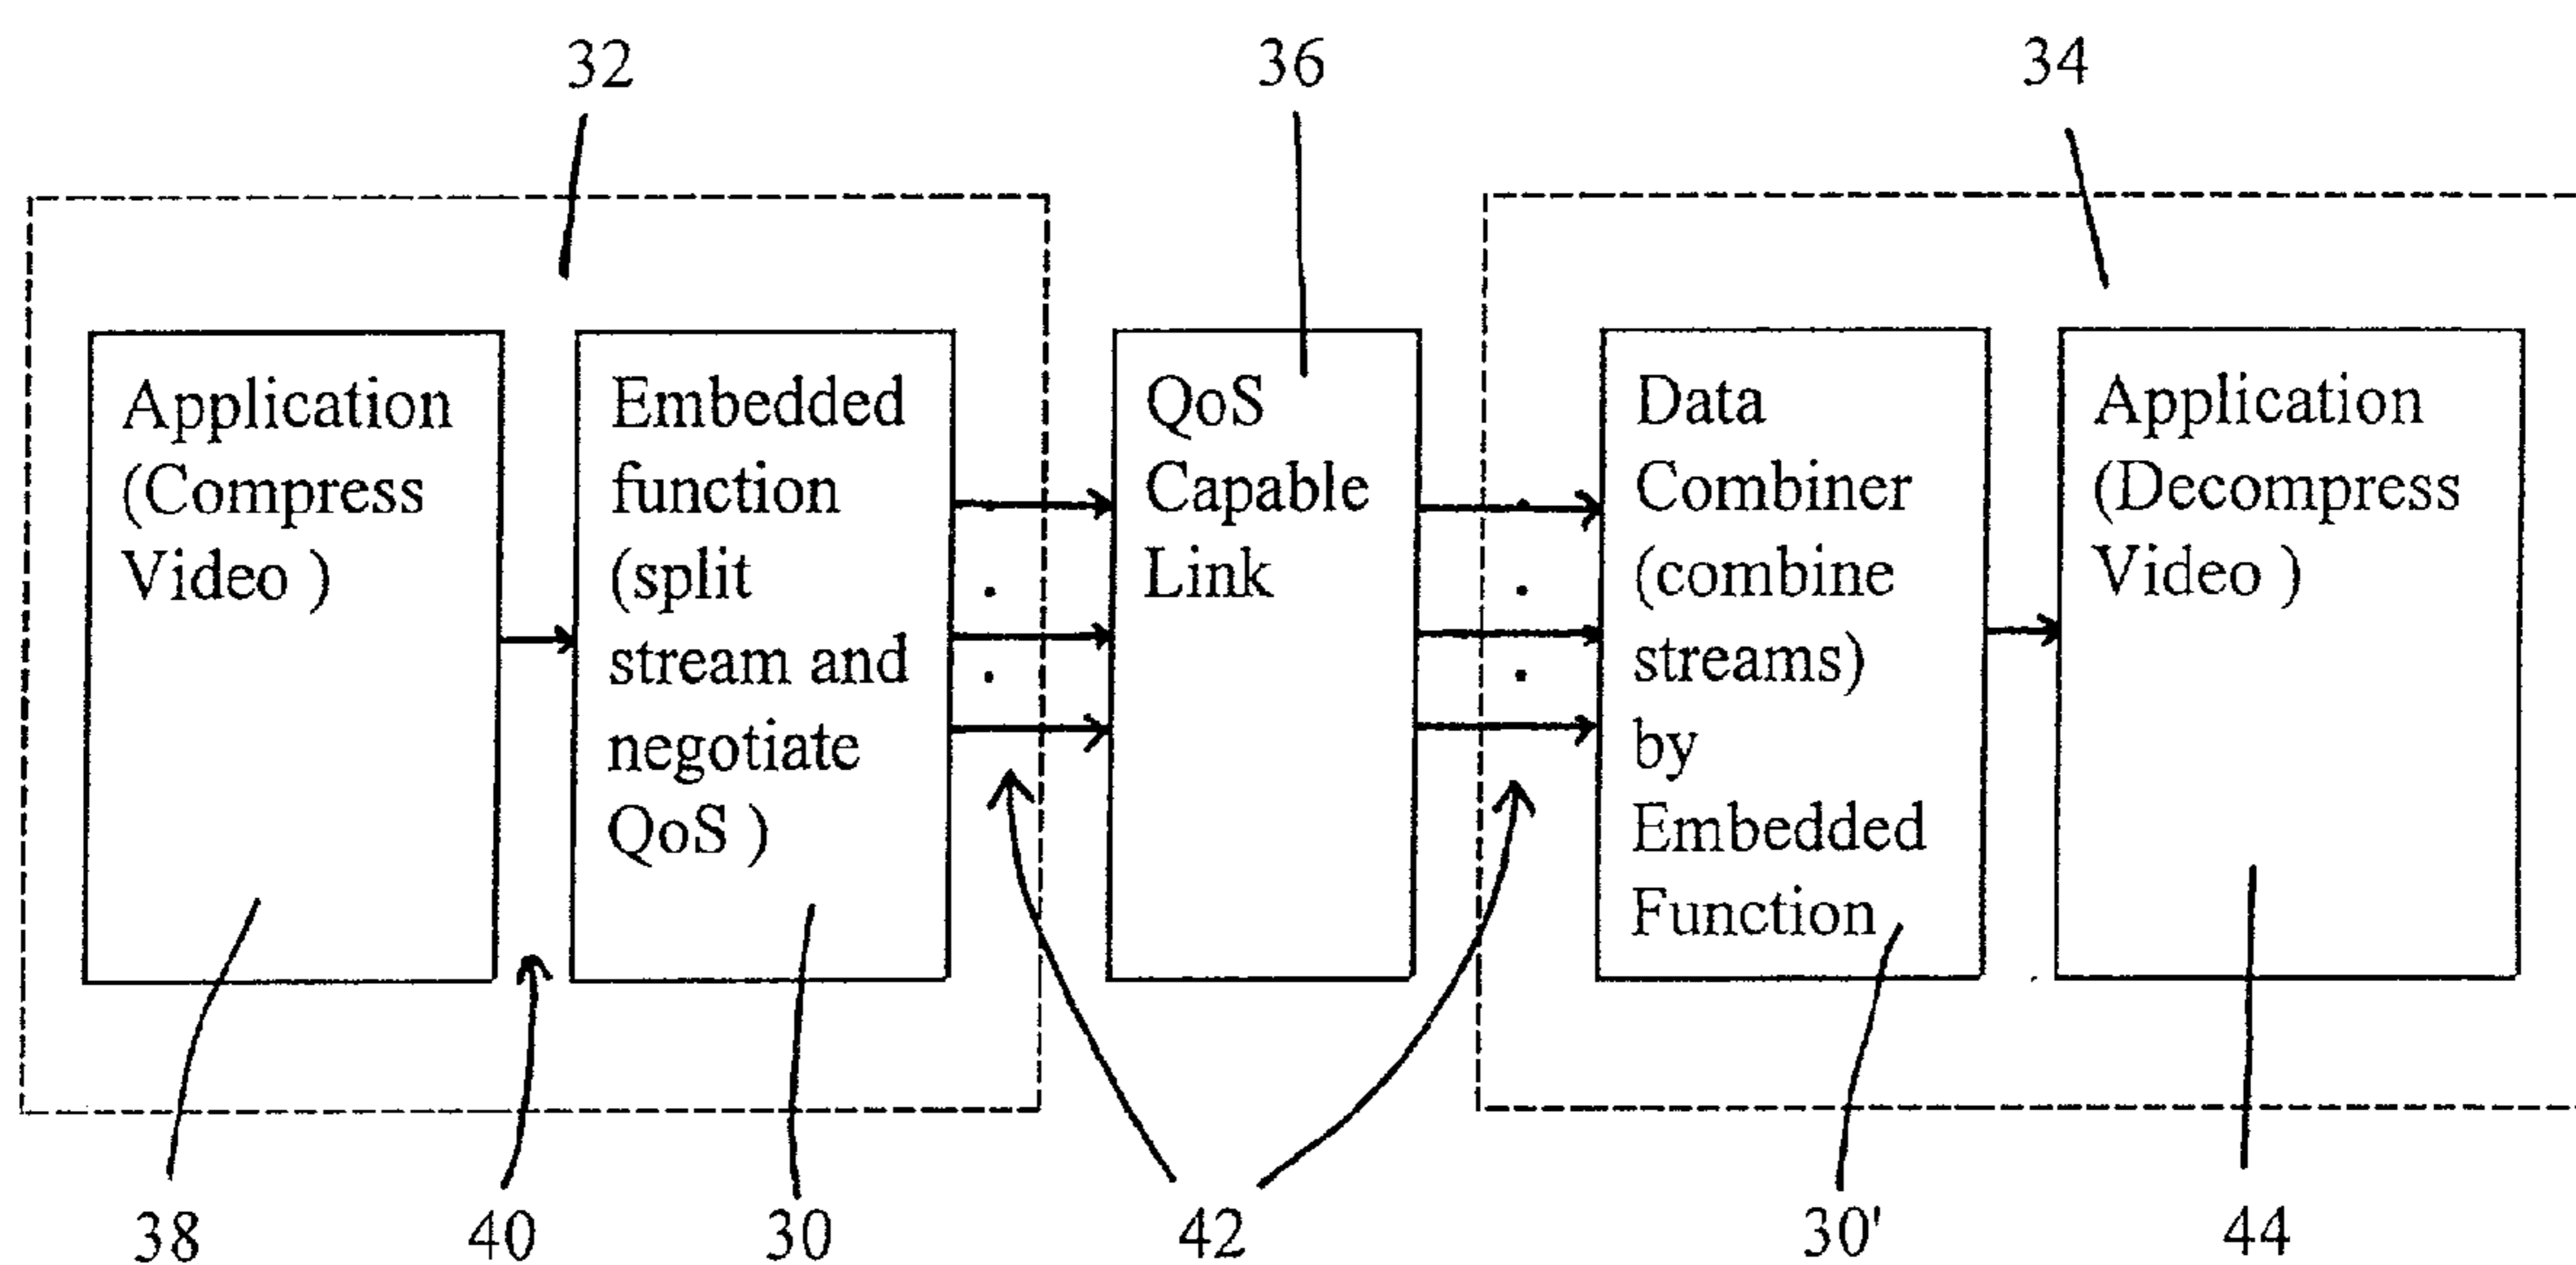 32
36
34
Application
(Compress
Video )
Embedded
function
(split
stream and
negotiate
QoS )
QoS
Capable
Link
Data
Combiner
(combine
streams)
by
Embedded
Function
Application
(Decompress
Video )
38
40
30
42
30'
44